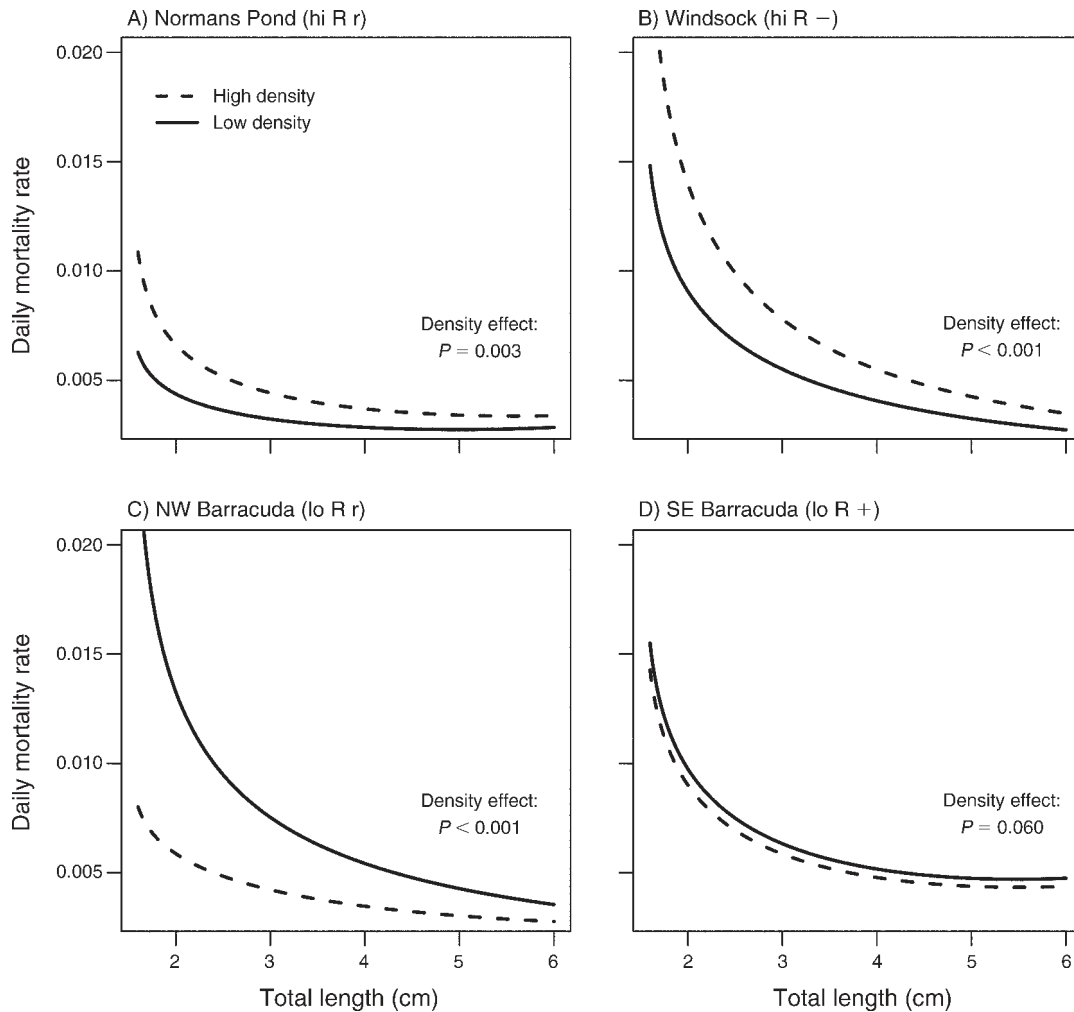 A) Normans Pond (hi R r)
B) Windsock (hi R −)
0.020
0.015
0.010
0.005
Daily mortality rate
High density
Low density
Density effect:
P = 0.003
Density effect:
P < 0.001
C) NW Barracuda (lo R r)
D) SE Barracuda (lo R +)
0.020
0.015
0.010
0.005
Daily mortality rate
Density effect:
P < 0.001
Density effect:
P = 0.060
2 3 4 5 6
2 3 4 5 6
Total length (cm)
Total length (cm)